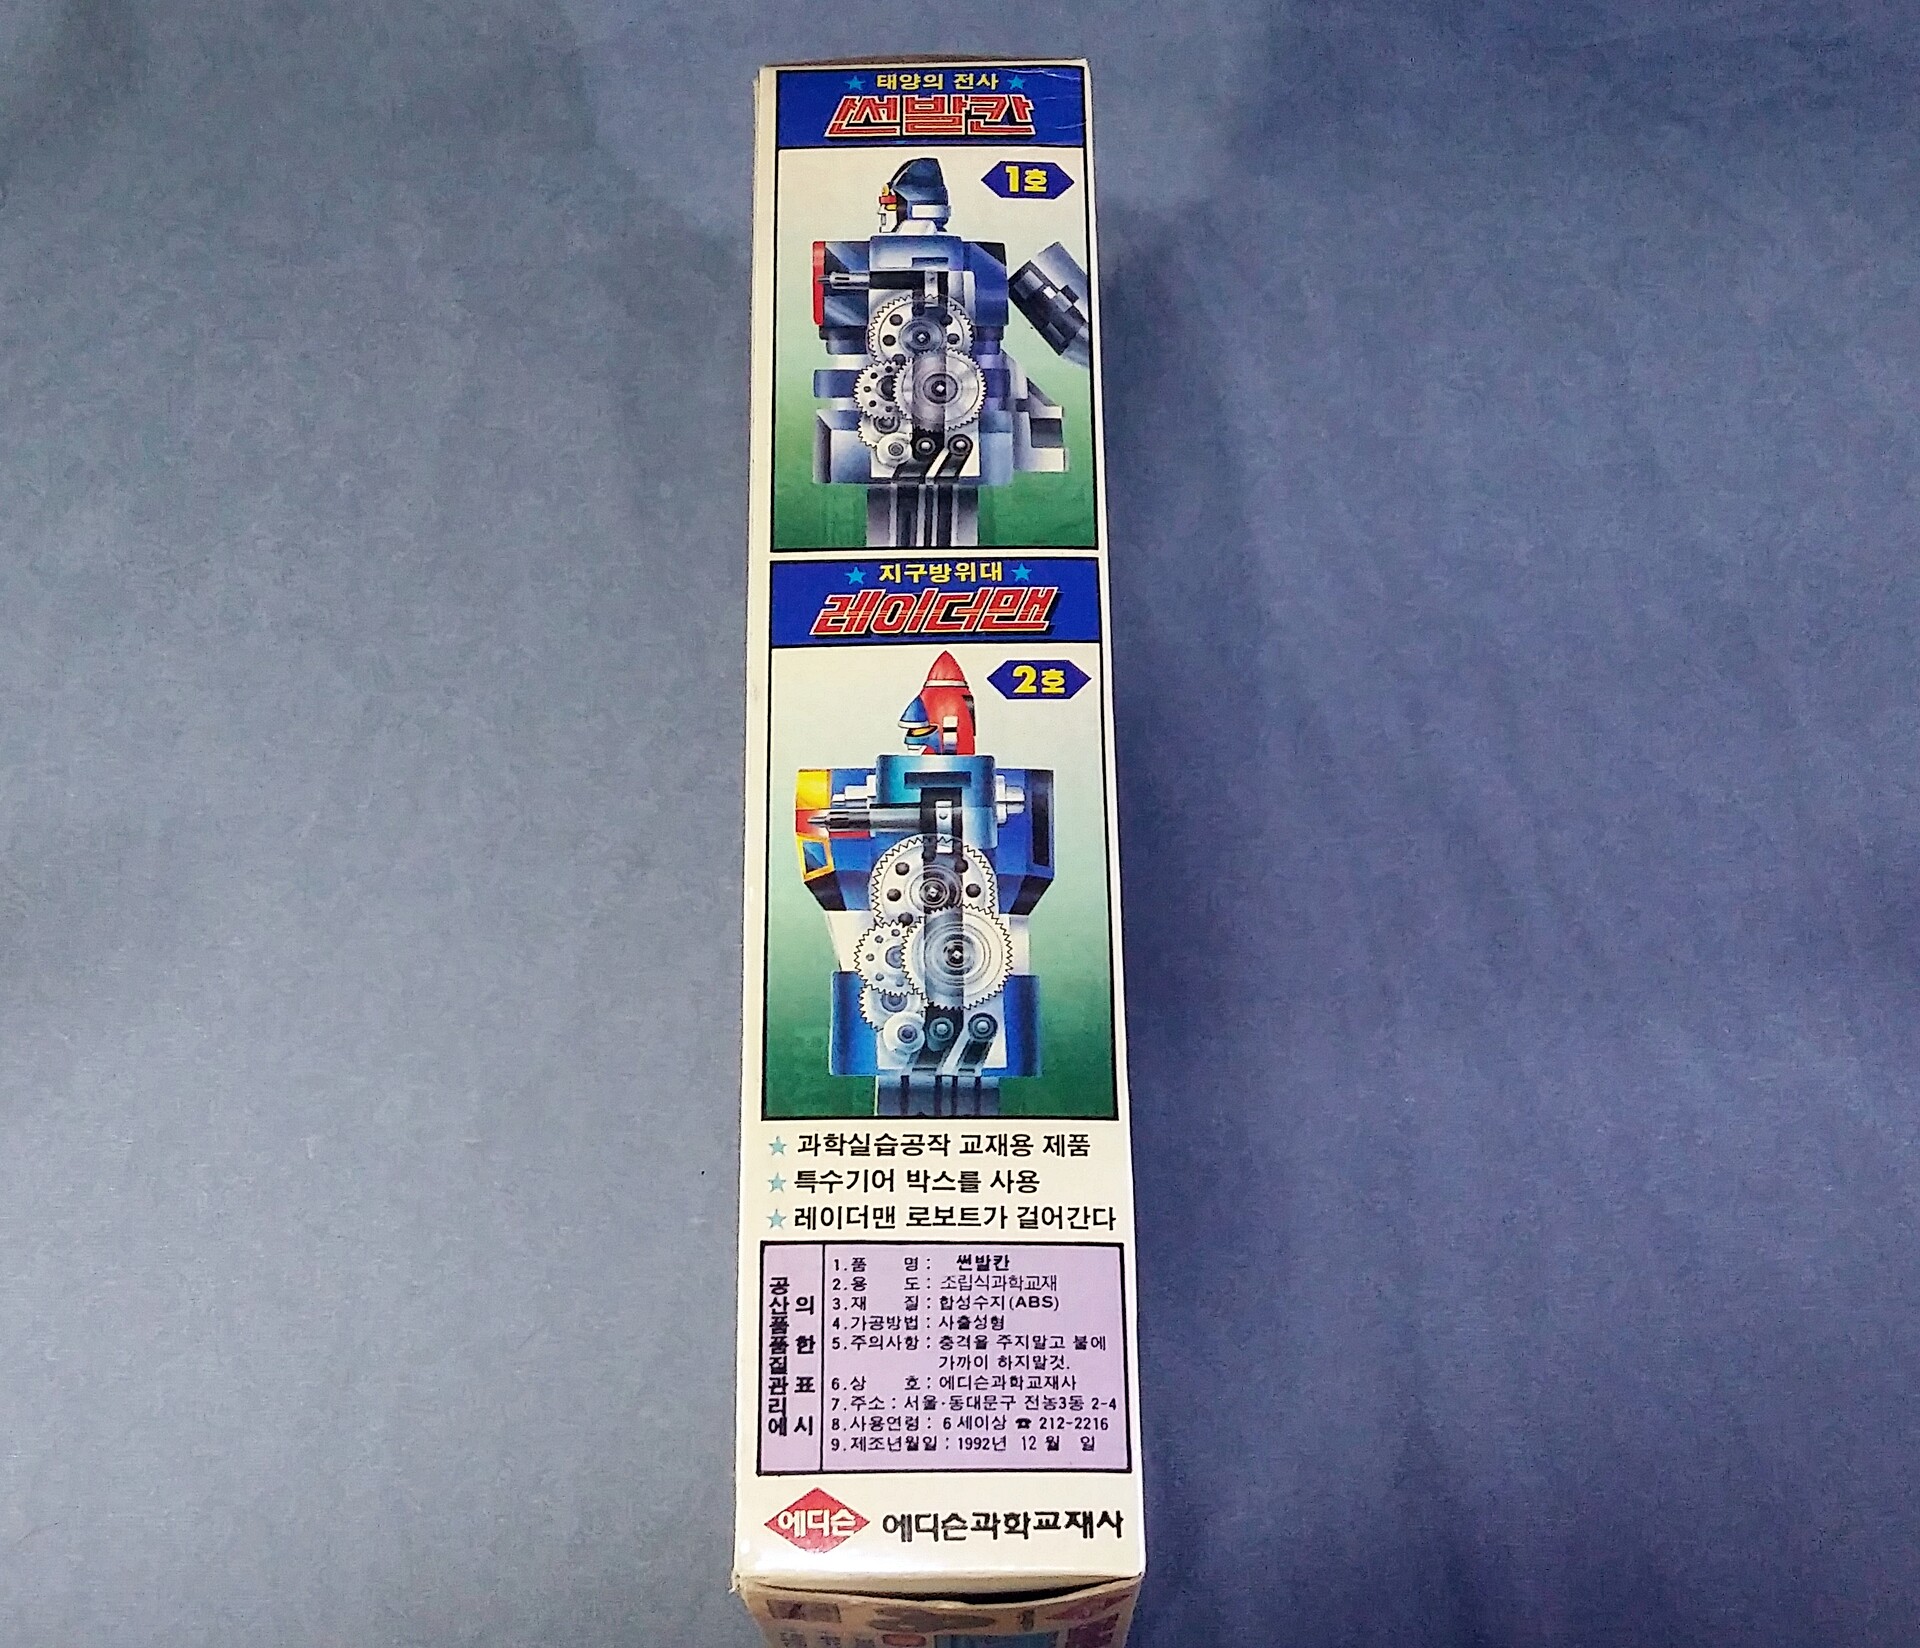 태양의 전사
썬발칸
1호
지구방위대
레이더맨
2호
과학실습공작 교재용 제품
특수기어 박스를 사용
레이더맨 로보트가 걸어간다
공산품품질관리에
의한표시
1.품 명 : 썬발칸
2.용 도 : 조립식과학교재
3.재 질 : 합성수지(ABS)
4.가공방법 : 사출성형
5.주의사항 : 충격을 주지말고 불에
가까이 하지말것.
6.상 호 : 에디슨과학교재사
7.주소 : 서울·동대문구 전농3동 2-4
8.사용연령 : 6 세이상 ☎ 212-2216
9.제조년월일 : 1992년 12 월 일
에디슨 에디슨과학교재사